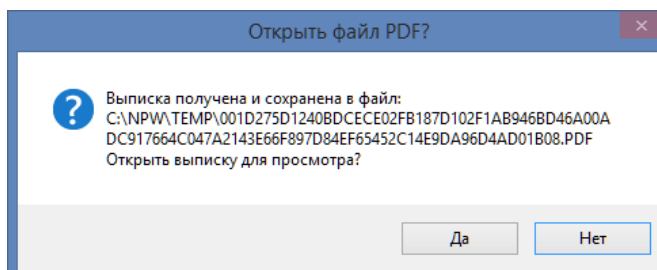 Открыть файл PDF?
Выписка получена и сохранена в файл:
C:\NPW\TEMP\001D275D1240BDCECE02FB187D102F1AB946BD46A00A
DC917664C047A2143E66F897D84EF65452C14E9DA96D4AD01B08.PDF
Открыть выписку для просмотра?
Да
Нет